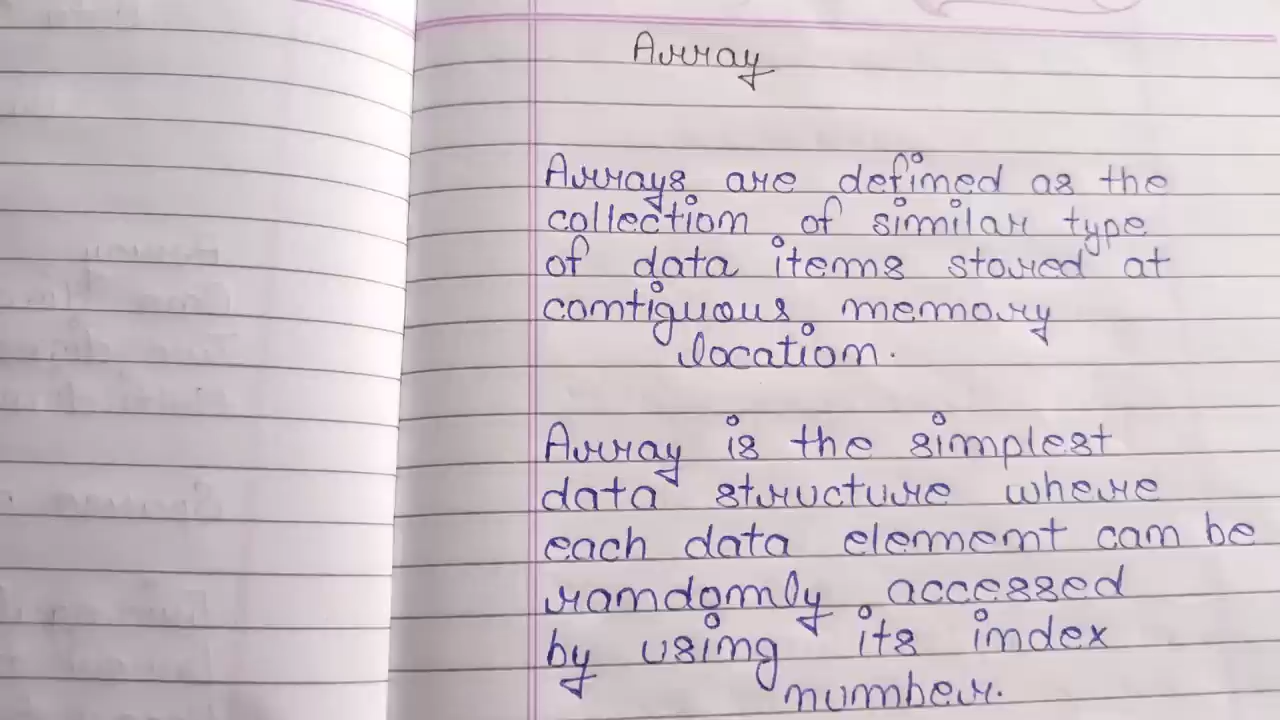 Array
Arrays are defined as the
collection of similar type
of data items stored at
contiguous memory
location.
Array is the simplest
data structure where
each data element can be
randomly accessed
by using its index
number.